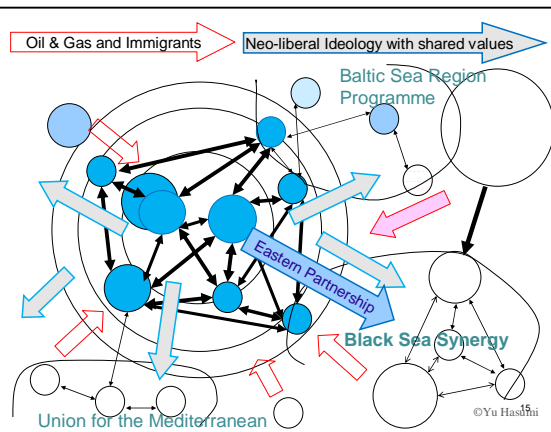 Oil & Gas and Immigrants
Neo-liberal Ideology with shared values
Baltic Sea Region
Programme
Eastern Partnership
Black Sea Synergy
Union for the Mediterranean
15
©Yu Hasumi